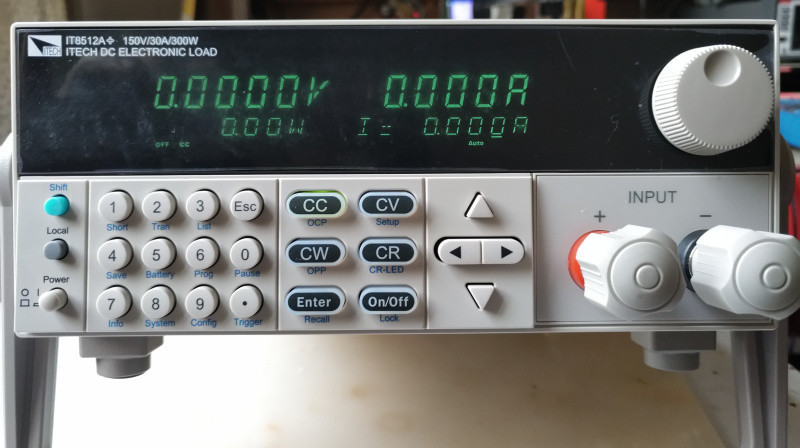 ITECH
IT8512A+ 150V/30A/300W
ITECH DC ELECTRONIC LOAD
0.0000V 0.000A
0.00W I = 0.000A
OFF CC Auto
Shift
1 2 3 Esc
Short Tran List
CC CV
OCP Setup
INPUT
+ −
Local
4 5 6 0
Save Battery Prog Pause
CW CR
OPP CR-LED
Power
7 8 9 •
Info System Config Trigger
Enter On/Off
Recall Lock